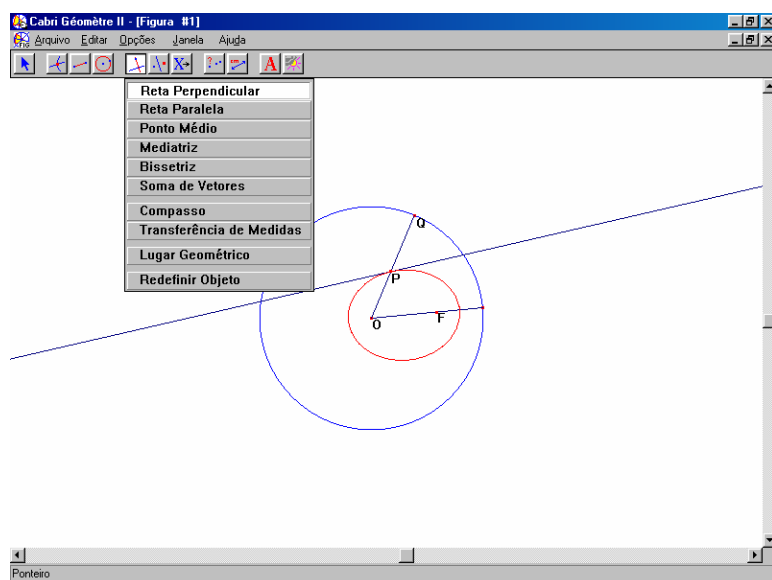 Cabri Géomètre II - [Figura #1]
Arquivo Editar Opções Janela Ajuda
X
?
cm
A
Reta Perpendicular
Reta Paralela
Ponto Médio
Mediatriz
Bissetriz
Soma de Vetores
Compasso
Transferência de Medidas
Lugar Geométrico
Redefinir Objeto
Q
P
F
O
Ponteiro